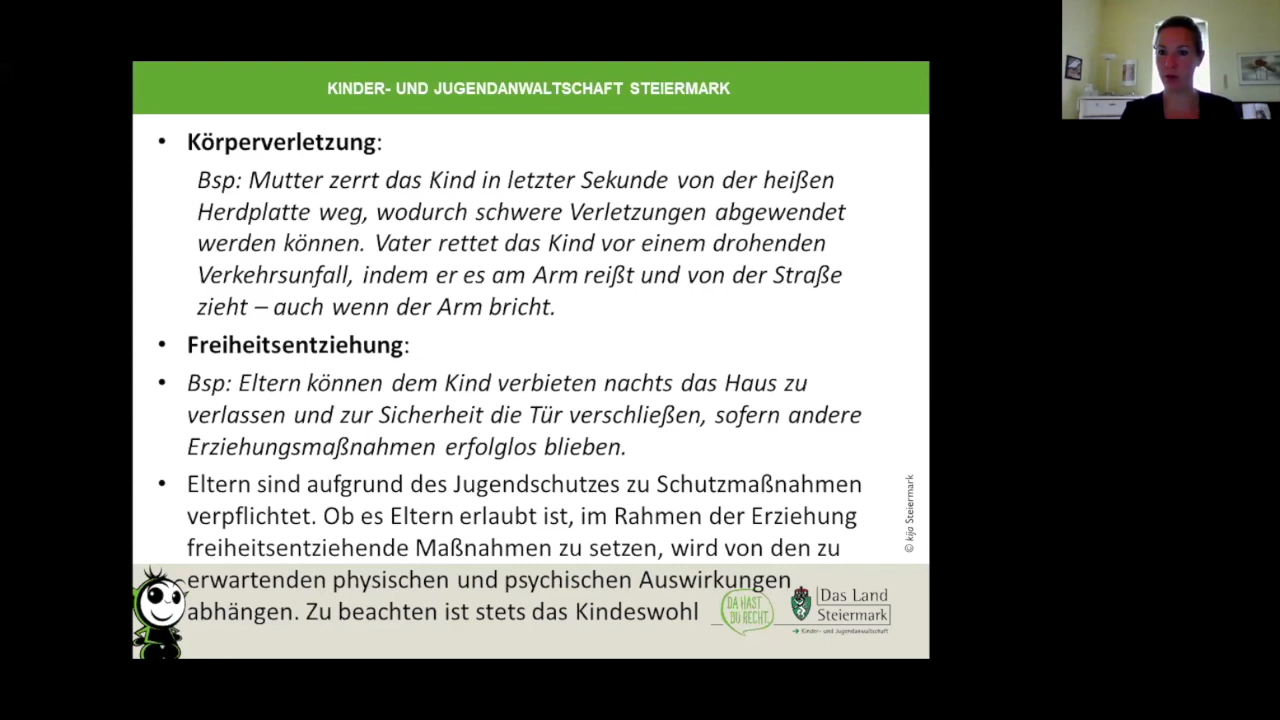 KINDER- UND JUGENDANWALTSCHAFT STEIERMARK
• Körperverletzung:
Bsp: Mutter zerrt das Kind in letzter Sekunde von der heißen
Herdplatte weg, wodurch schwere Verletzungen abgewendet
werden können. Vater rettet das Kind vor einem drohenden
Verkehrsunfall, indem er es am Arm reißt und von der Straße
zieht – auch wenn der Arm bricht.
• Freiheitsentziehung:
• Bsp: Eltern können dem Kind verbieten nachts das Haus zu
verlassen und zur Sicherheit die Tür verschließen, sofern andere
Erziehungsmaßnahmen erfolglos blieben.
• Eltern sind aufgrund des Jugendschutzes zu Schutzmaßnahmen
verpflichtet. Ob es Eltern erlaubt ist, im Rahmen der Erziehung
freiheitsentziehende Maßnahmen zu setzen, wird von den zu
erwartenden physischen und psychischen Auswirkungen
abhängen. Zu beachten ist stets das Kindeswohl
© kija Steiermark
DA HAST
DU RECHT
Das Land
Steiermark
→ Kinder- und Jugendanwaltschaft